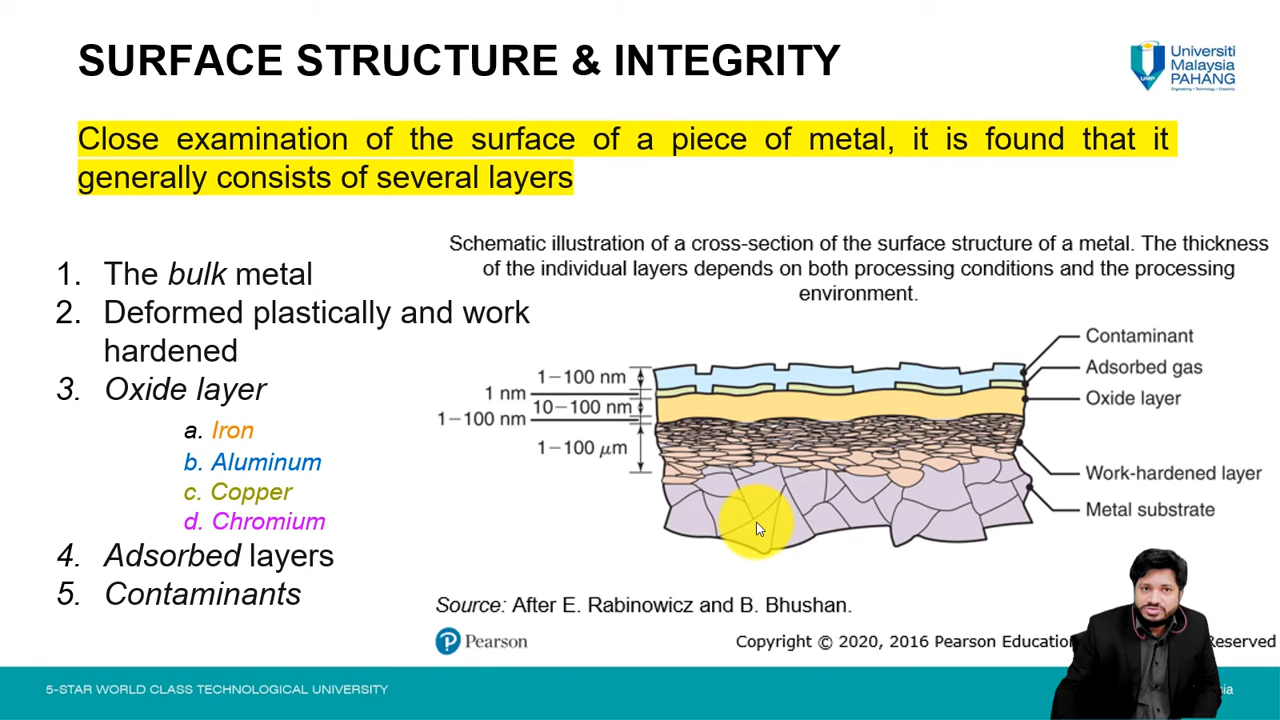 SURFACE STRUCTURE & INTEGRITY
Universiti
Malaysia
PAHANG
Engineering • Technology • Creativity
UMP
Close examination of the surface of a piece of metal, it is found that it
generally consists of several layers
1. The bulk metal
2. Deformed plastically and work
hardened
3. Oxide layer
a. Iron
b. Aluminum
c. Copper
d. Chromium
4. Adsorbed layers
5. Contaminants
Schematic illustration of a cross-section of the surface structure of a metal. The thickness
of the individual layers depends on both processing conditions and the processing
environment.
1–100 nm
1 nm
10–100 nm
1–100 nm
1–100 μm
Contaminant
Adsorbed gas
Oxide layer
Work-hardened layer
Metal substrate
Source: After E. Rabinowicz and B. Bhushan.
P Pearson
Copyright © 2020, 2016 Pearson Education Reserved
5-STAR WORLD CLASS TECHNOLOGICAL UNIVERSITY